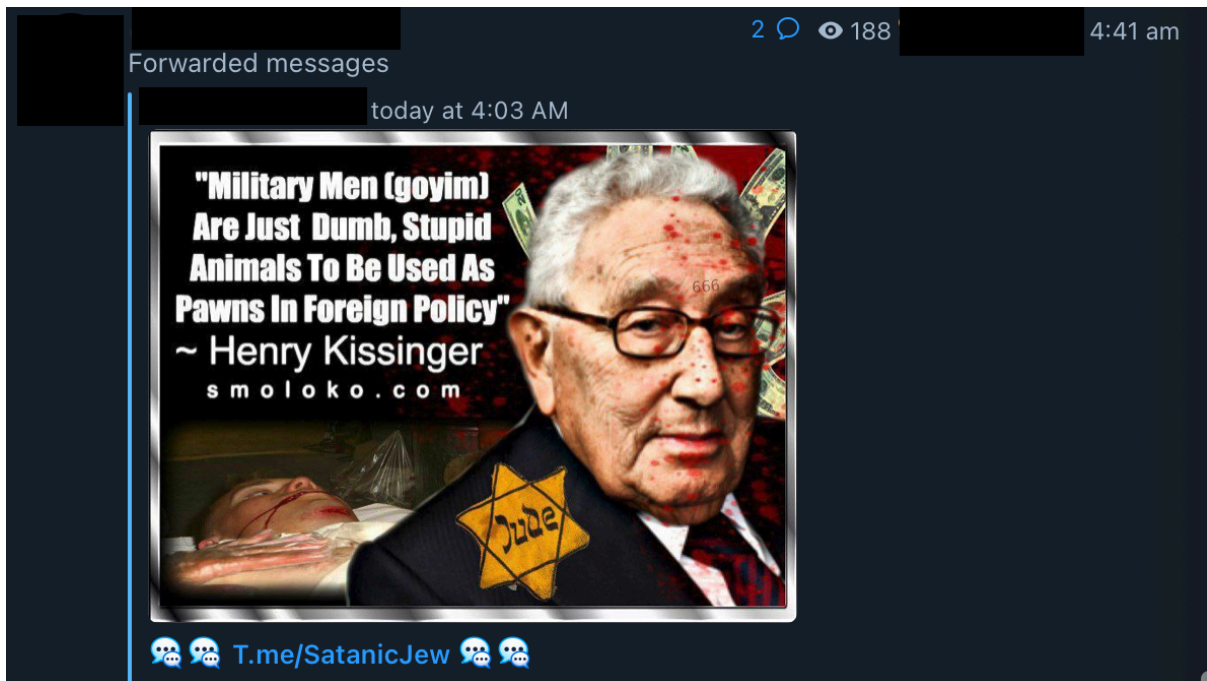 2 188 4:41 am
Forwarded messages
today at 4:03 AM
"Military Men (goyim)
Are Just Dumb, Stupid
Animals To Be Used As
Pawns In Foreign Policy"
~ Henry Kissinger
smoloko.com
666
Jude
T.me/SatanicJew